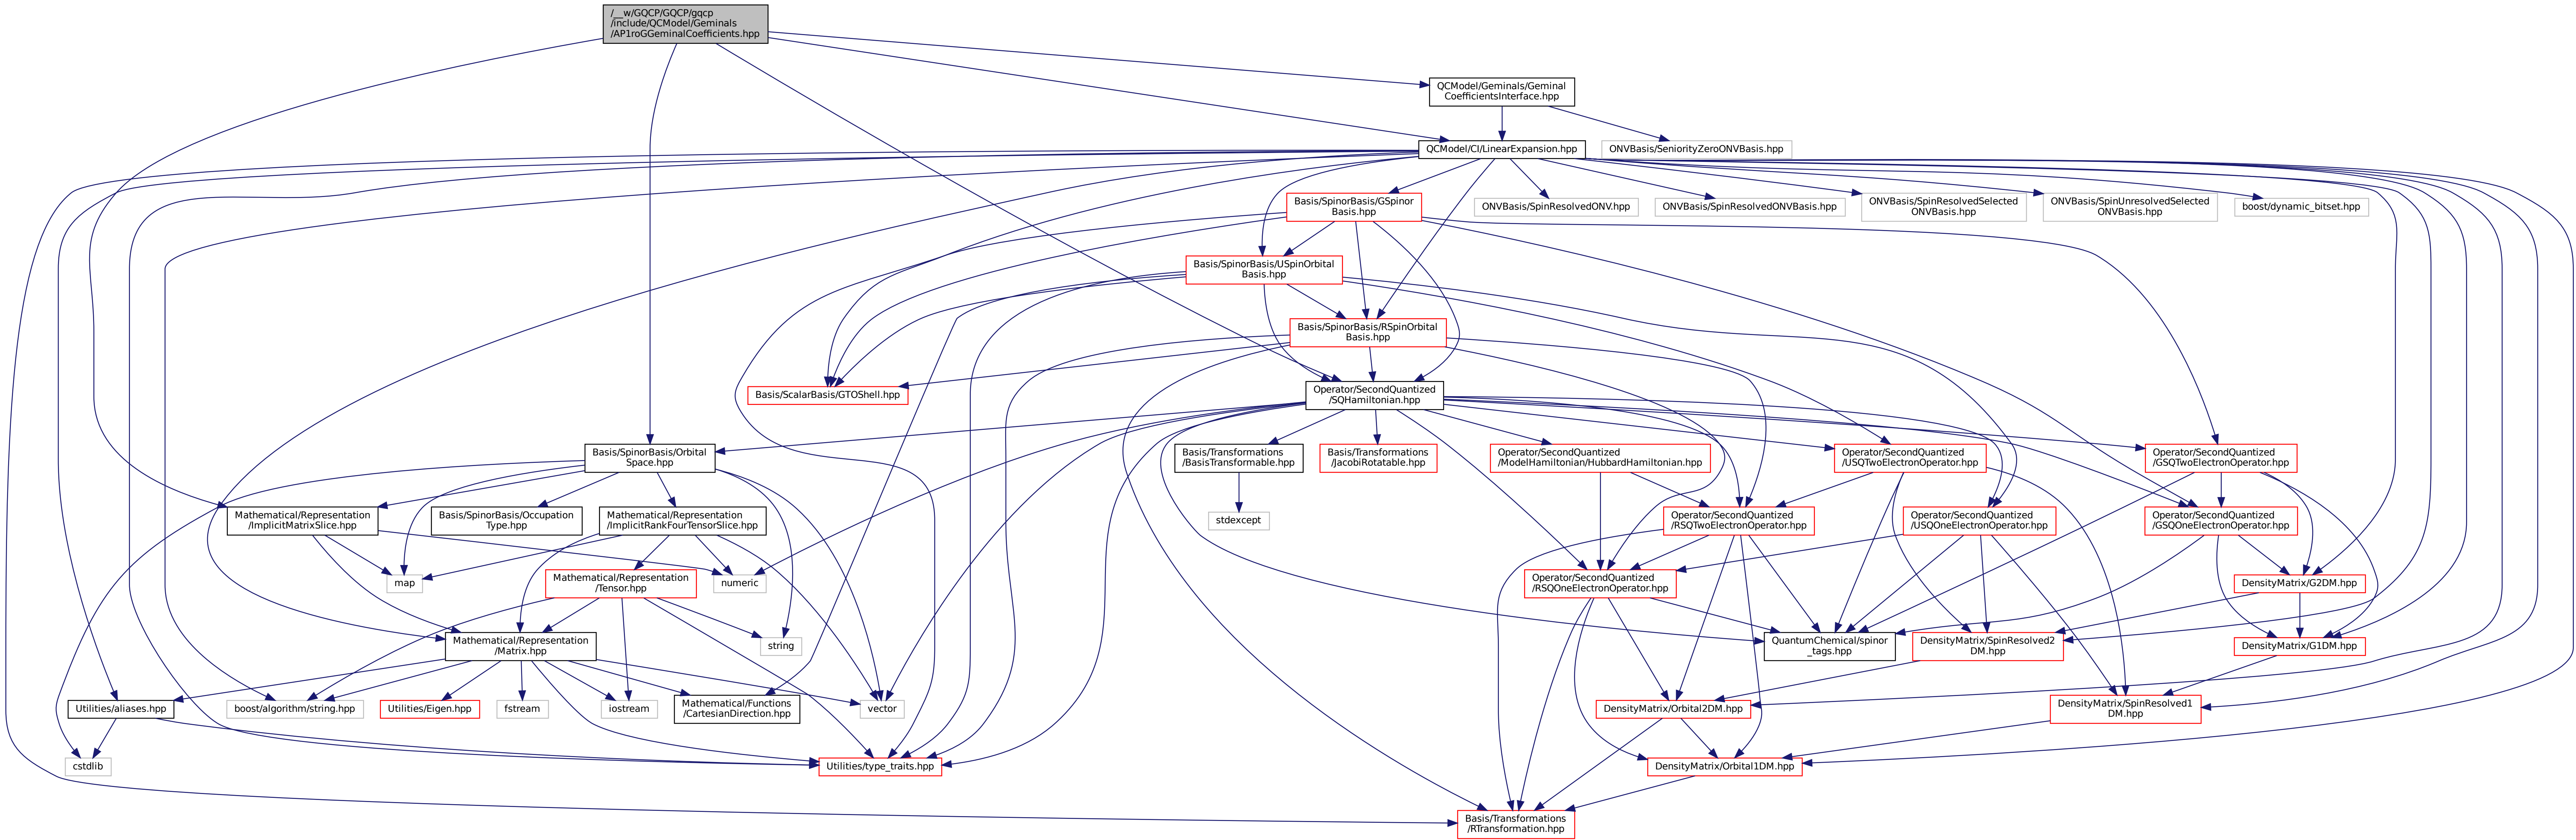 /__w/GQCP/GQCP/gqcp
/include/QCModel/Geminals
/AP1roGGeminalCoefficients.hpp
QCModel/Geminals/Geminal
CoefficientsInterface.hpp
QCModel/CI/LinearExpansion.hpp
ONVBasis/SeniorityZeroONVBasis.hpp
Basis/SpinorBasis/GSpinor
Basis.hpp
ONVBasis/SpinResolvedONV.hpp
ONVBasis/SpinResolvedONVBasis.hpp
ONVBasis/SpinResolvedSelected
ONVBasis.hpp
ONVBasis/SpinUnresolvedSelected
ONVBasis.hpp
boost/dynamic_bitset.hpp
Basis/SpinorBasis/USpinOrbital
Basis.hpp
Basis/SpinorBasis/RSpinOrbital
Basis.hpp
Basis/ScalarBasis/GTOShell.hpp
Operator/SecondQuantized
/SQHamiltonian.hpp
Basis/SpinorBasis/Orbital
Space.hpp
Basis/Transformations
/BasisTransformable.hpp
Basis/Transformations
/JacobiRotatable.hpp
Operator/SecondQuantized
/ModelHamiltonian/HubbardHamiltonian.hpp
Operator/SecondQuantized
/USQTwoElectronOperator.hpp
Operator/SecondQuantized
/GSQTwoElectronOperator.hpp
Mathematical/Representation
/ImplicitMatrixSlice.hpp
Basis/SpinorBasis/Occupation
Type.hpp
Mathematical/Representation
/ImplicitRankFourTensorSlice.hpp
stdexcept
Operator/SecondQuantized
/RSQTwoElectronOperator.hpp
Operator/SecondQuantized
/USQOneElectronOperator.hpp
Operator/SecondQuantized
/GSQOneElectronOperator.hpp
map
Mathematical/Representation
/Tensor.hpp
numeric
Operator/SecondQuantized
/RSQOneElectronOperator.hpp
DensityMatrix/G2DM.hpp
Mathematical/Representation
/Matrix.hpp
string
QuantumChemical/spinor
_tags.hpp
DensityMatrix/SpinResolved2
DM.hpp
DensityMatrix/G1DM.hpp
Utilities/aliases.hpp
boost/algorithm/string.hpp
Utilities/Eigen.hpp
fstream
iostream
Mathematical/Functions
/CartesianDirection.hpp
vector
DensityMatrix/Orbital2DM.hpp
DensityMatrix/SpinResolved1
DM.hpp
cstdlib
Utilities/type_traits.hpp
DensityMatrix/Orbital1DM.hpp
Basis/Transformations
/RTransformation.hpp